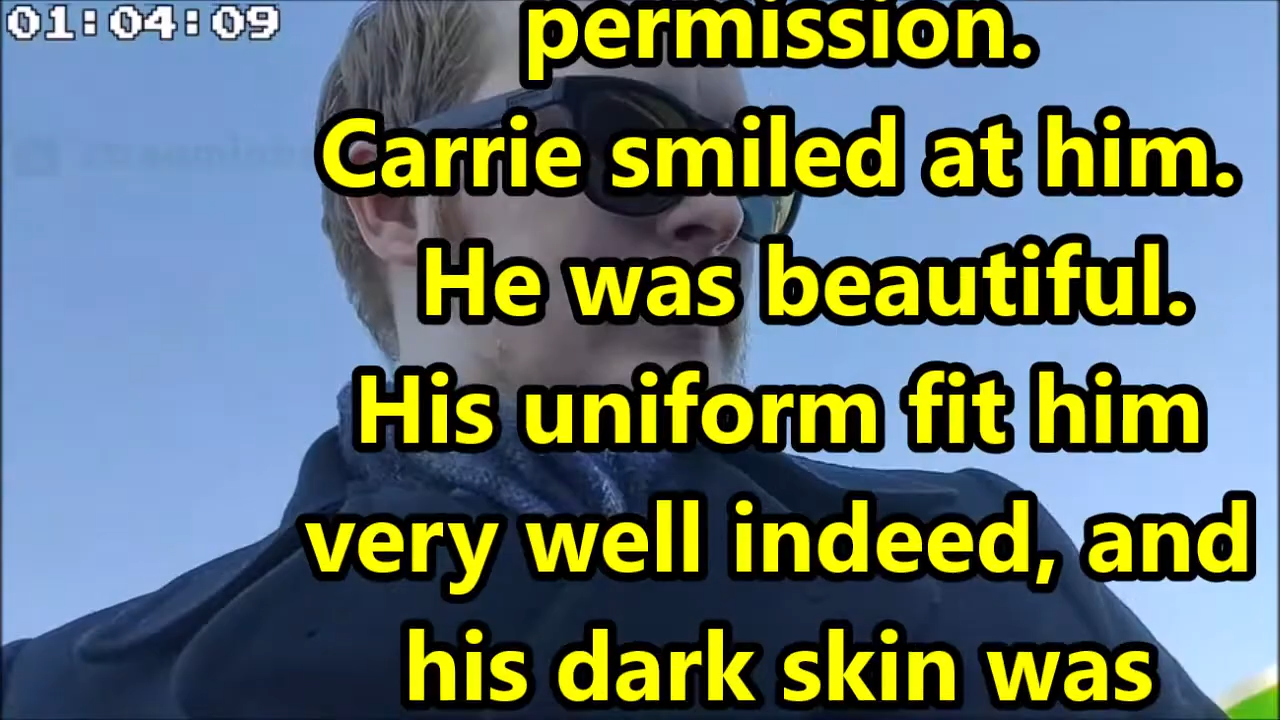 01:04:09
permission.
Carrie smiled at him.
He was beautiful.
His uniform fit him
very well indeed, and
his dark skin was